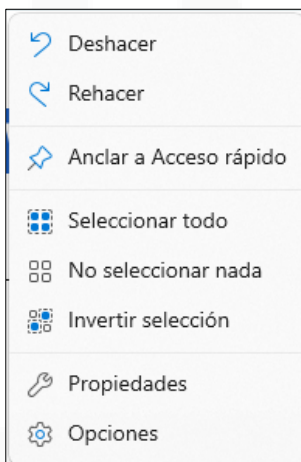 Deshacer
Rehacer
Anclar a Acceso rápido
Seleccionar todo
No seleccionar nada
Invertir selección
Propiedades
Opciones